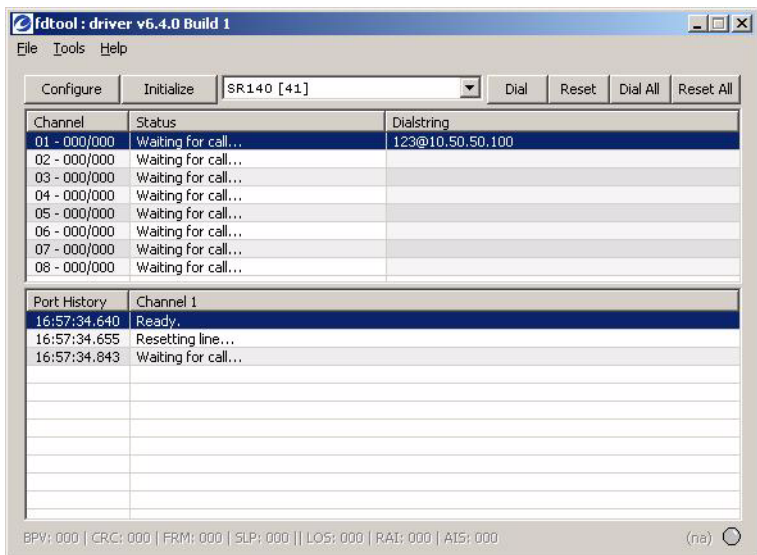 fdtool : driver v6.4.0 Build 1
File Tools Help
Configure Initialize SR140 [41] Dial Reset Dial All Reset All
Channel Status Dialstring
01 - 000/000 Waiting for call... 123@10.50.50.100
02 - 000/000 Waiting for call...
03 - 000/000 Waiting for call...
04 - 000/000 Waiting for call...
05 - 000/000 Waiting for call...
06 - 000/000 Waiting for call...
07 - 000/000 Waiting for call...
08 - 000/000 Waiting for call...
Port History Channel 1
16:57:34.640 Ready.
16:57:34.655 Resetting line...
16:57:34.843 Waiting for call...
BPV: 000 | CRC: 000 | FRM: 000 | SLP: 000 || LOS: 000 | RAI: 000 | AIS: 000 (na)